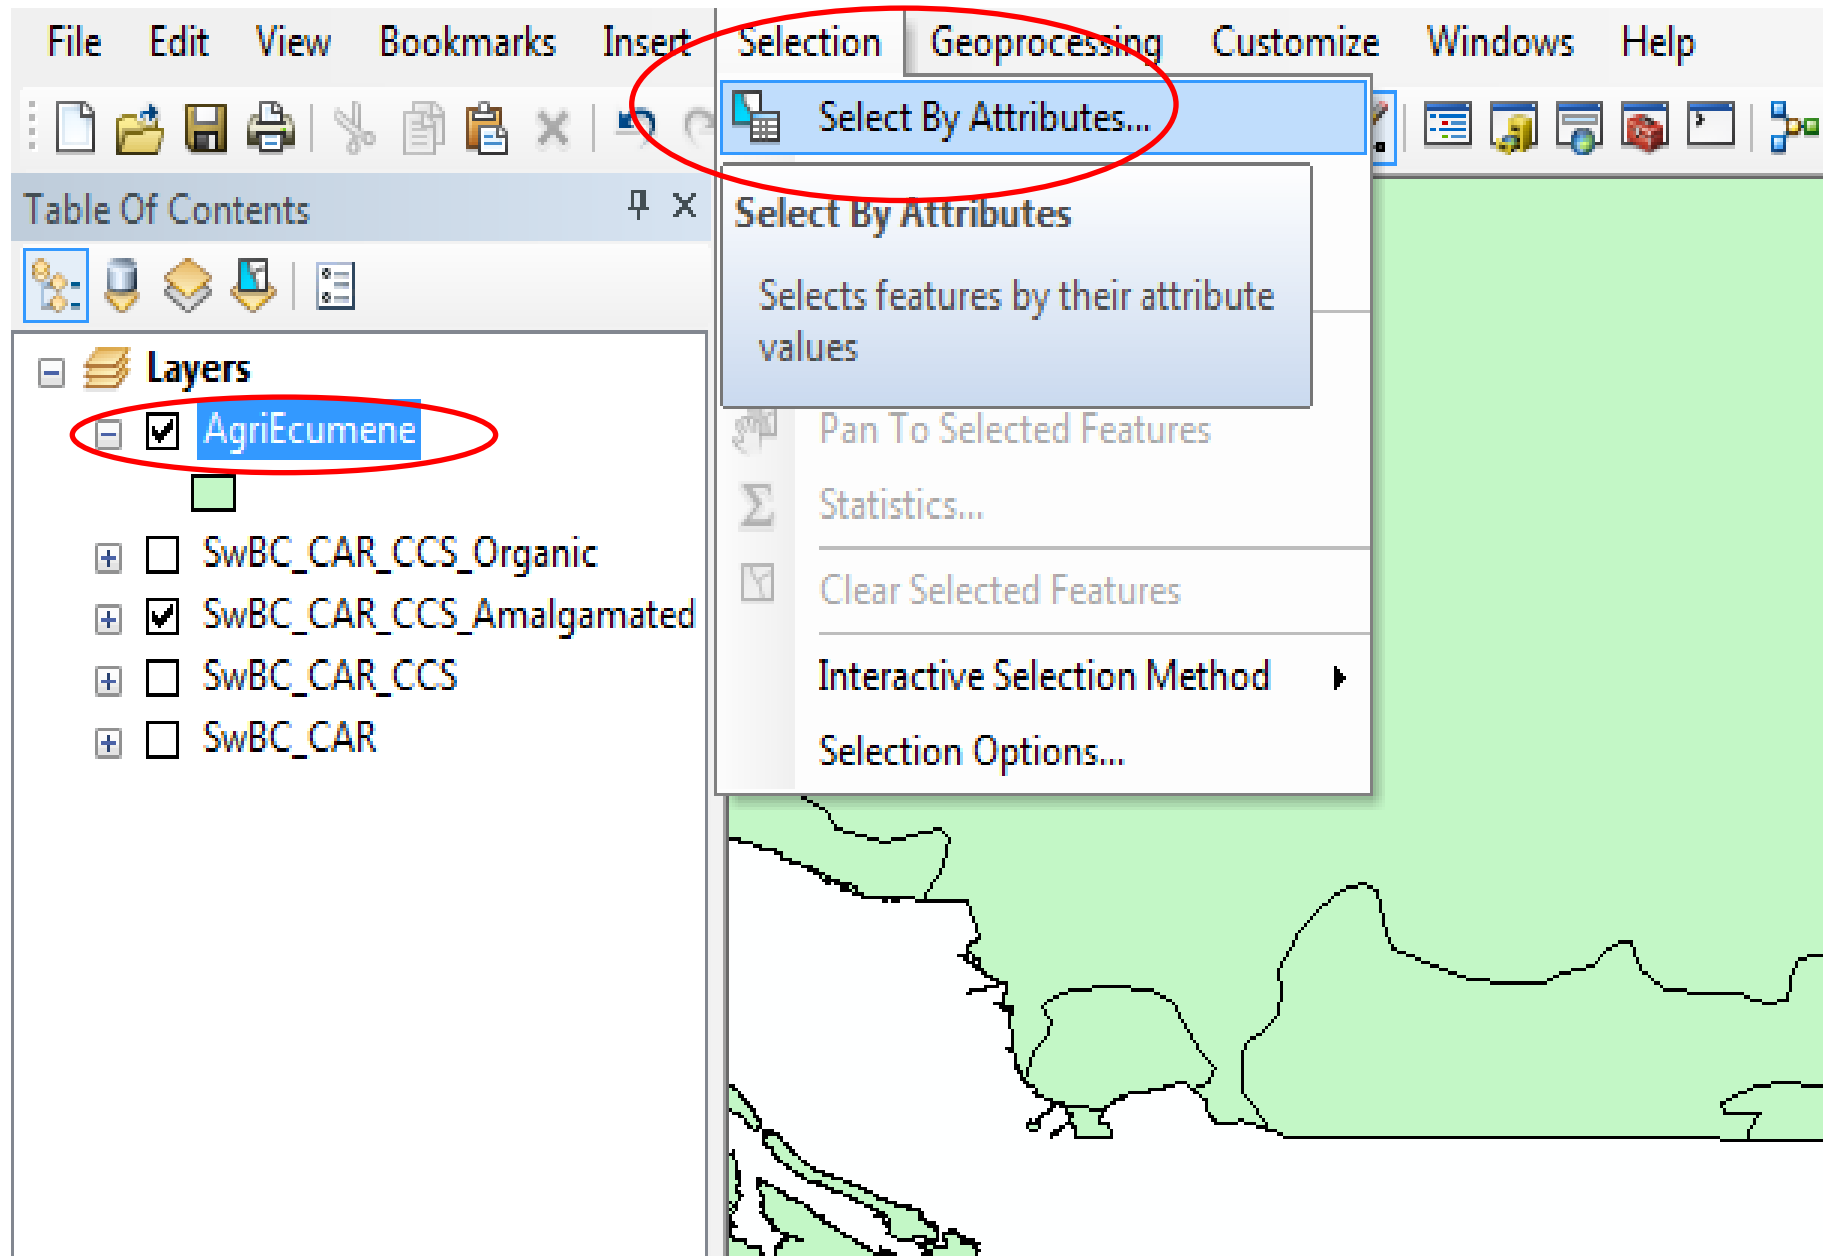 File Edit View Bookmarks Insert Selection Geoprocessing Customize Windows Help
Select By Attributes...
Table Of Contents
Select By Attributes
Selects features by their attribute
values
Layers
AgriEcumene
Pan To Selected Features
Statistics...
SwBC_CAR_CCS_Organic
Clear Selected Features
SwBC_CAR_CCS_Amalgamated
SwBC_CAR_CCS
Interactive Selection Method
SwBC_CAR
Selection Options...